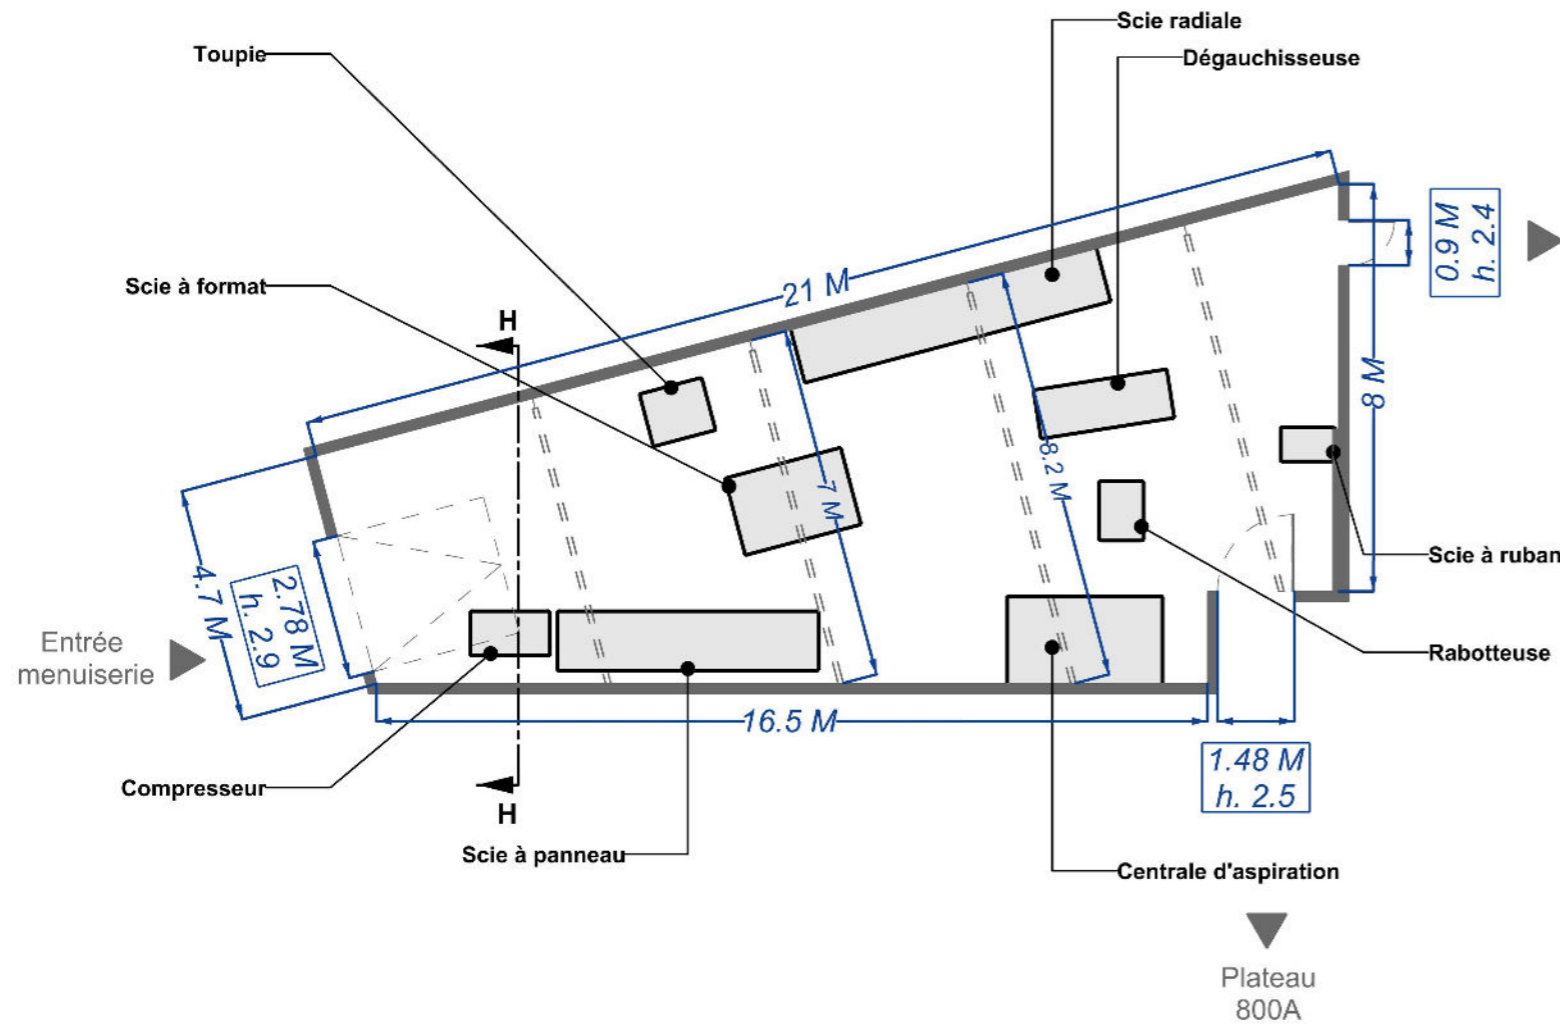 Scie radiale
Toupie
Dégauchisseuse
0.9 M
h. 2.4
Scie à format
21 M
H
8 M
8.2 M
7 M
Scie à ruban
4.7 M
2.78 M
h. 2.9
Entrée
menuiserie
Rabotteuse
16.5 M
1.48 M
h. 2.5
Compresseur
H
Scie à panneau
Centrale d'aspiration
Plateau
800A